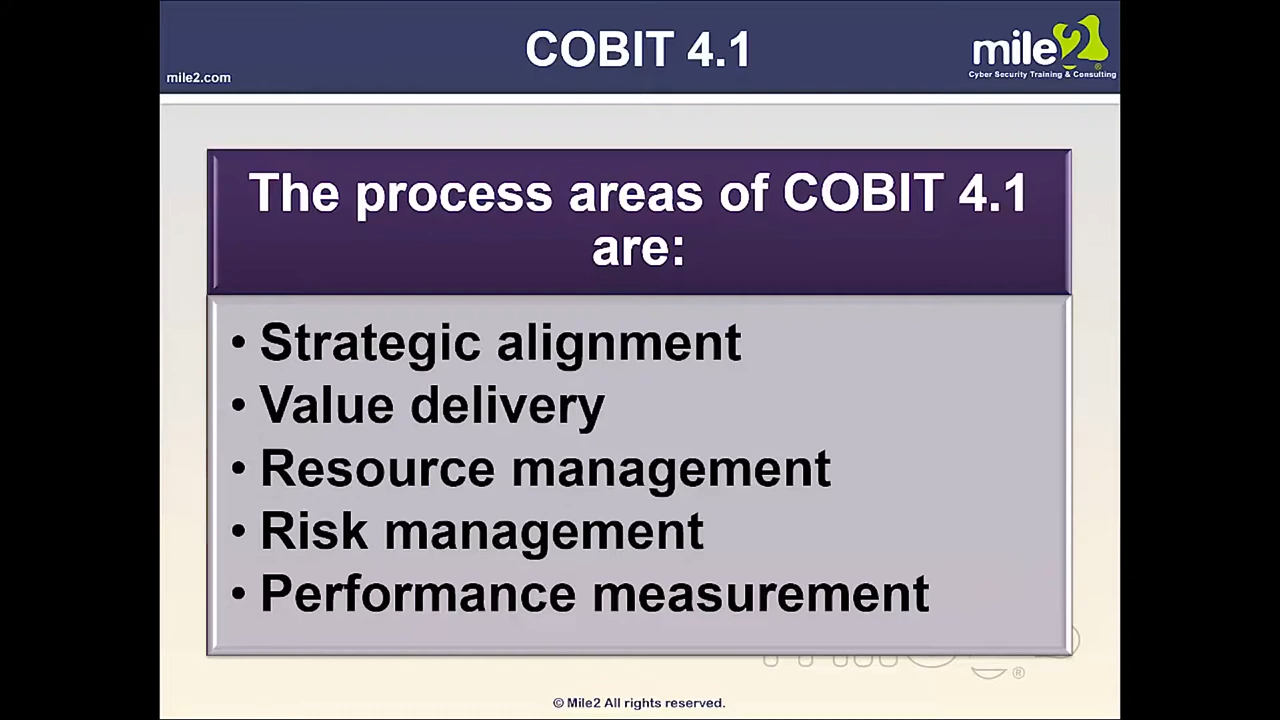 COBIT 4.1
mile2.com
mile2
Cyber Security Training & Consulting
The process areas of COBIT 4.1
are:
• Strategic alignment
• Value delivery
• Resource management
• Risk management
• Performance measurement
®
© Mile2 All rights reserved.